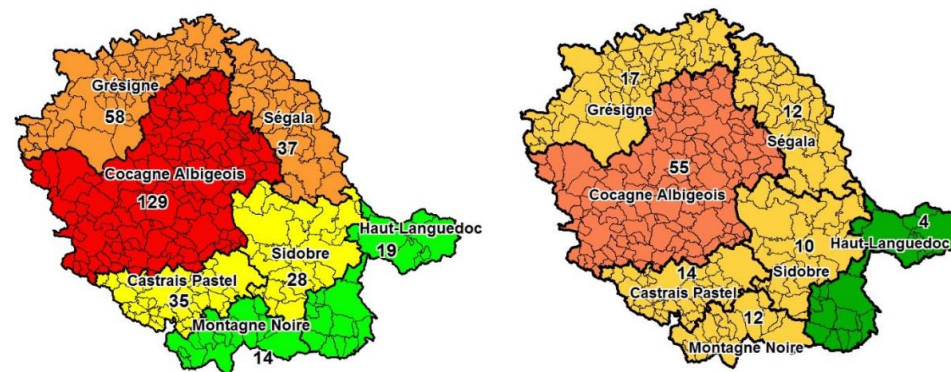 Grésigne
58
Ségala
37
Cocagne Albigeois
129
Haut-Languedoc
19
Sidobre
28
Castrais Pastel
35
Montagne Noire
14
17
Grésigne
12
Ségala
55
Cocagne Albigeois
4
Haut-Languedoc
10
Sidobre
14
Castrais Pastel
12
Montagne Noire